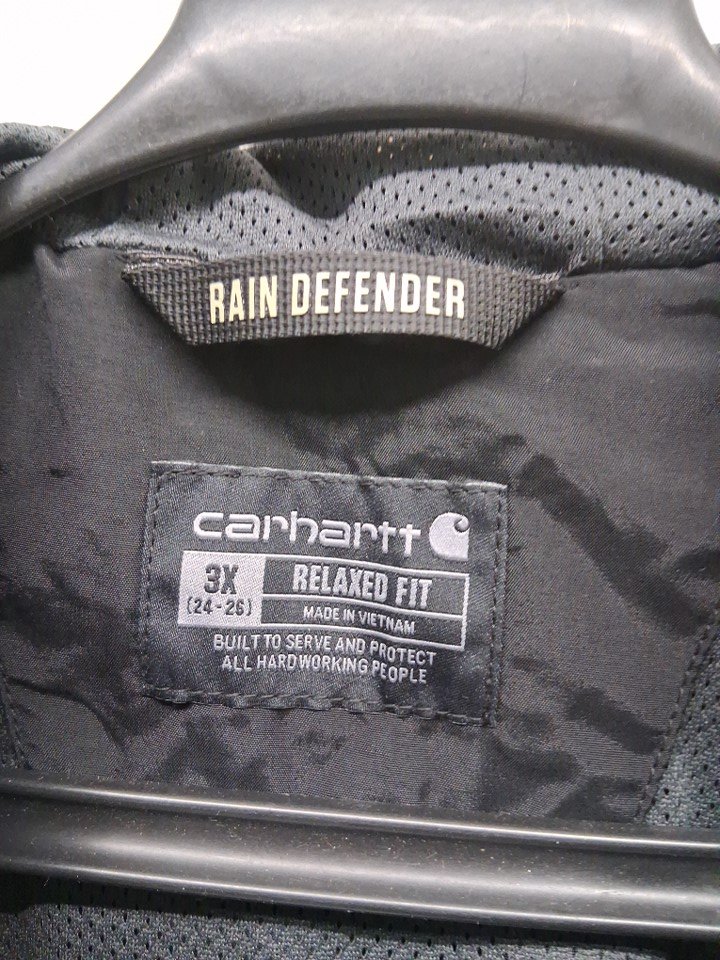 RAIN DEFENDER
carhartt
3X
(24-26)
RELAXED FIT
MADE IN VIETNAM
BUILT TO SERVE AND PROTECT
ALL HARDWORKING PEOPLE